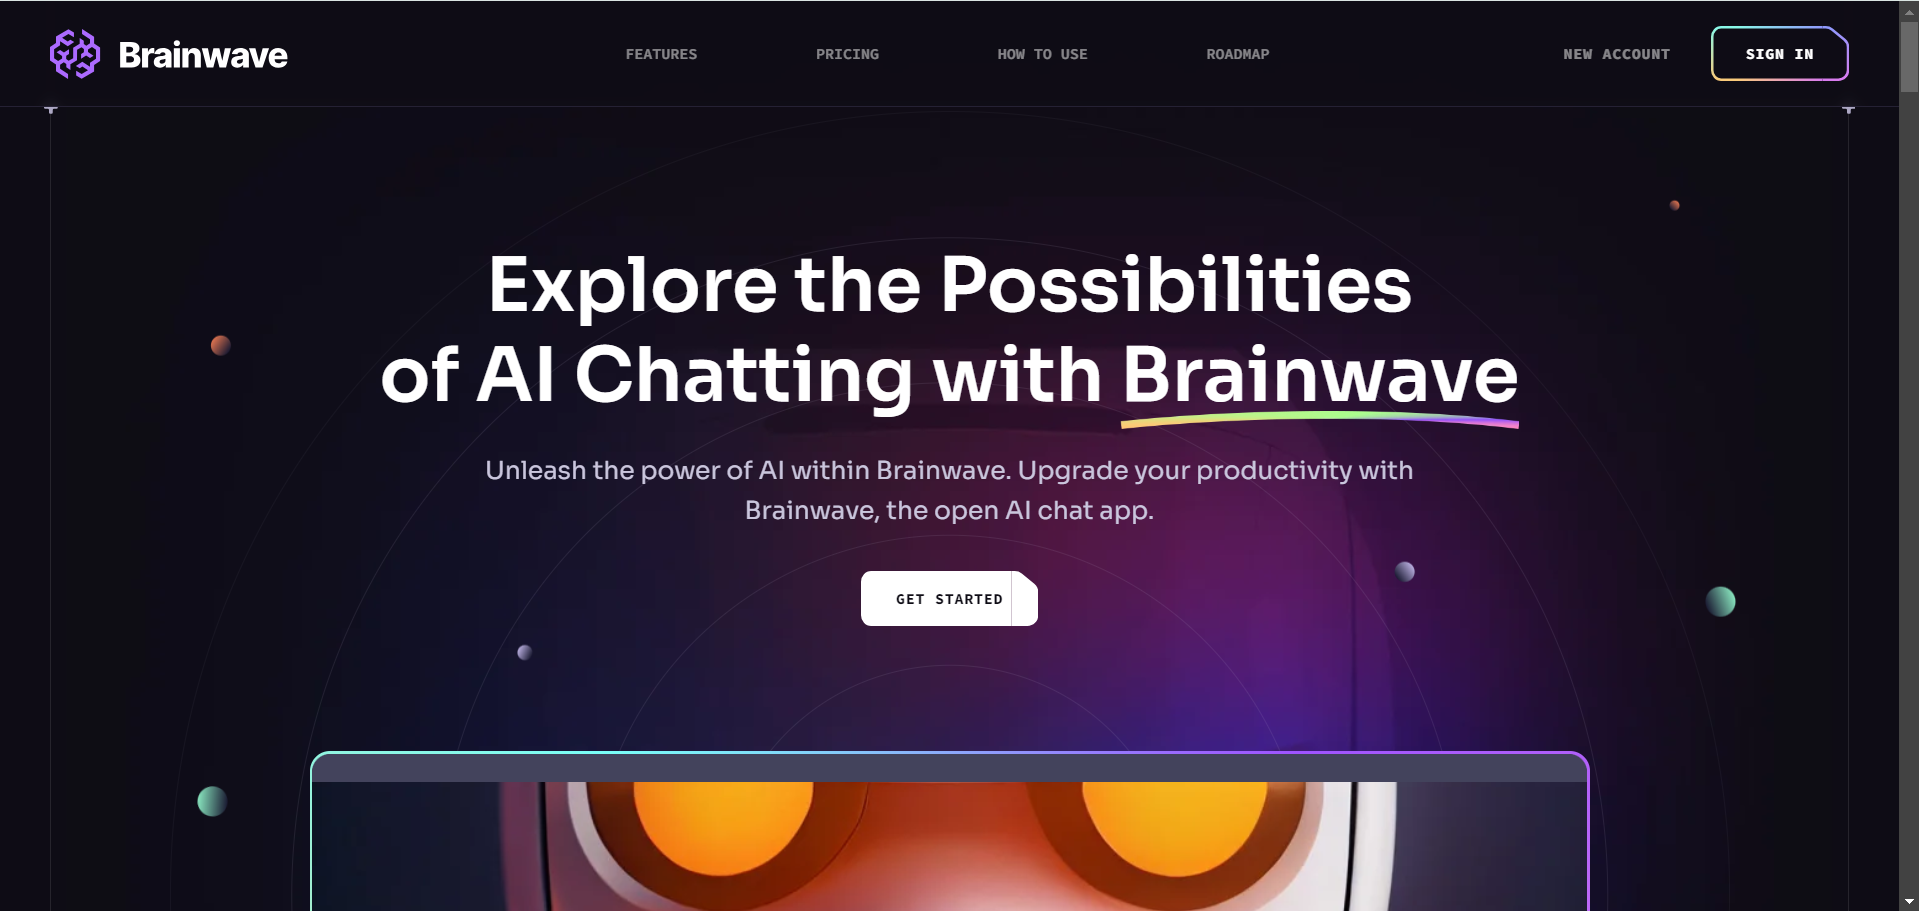 Brainwave
FEATURES
PRICING
HOW TO USE
ROADMAP
NEW ACCOUNT
SIGN IN
Explore the Possibilities
of AI Chatting with Brainwave
Unleash the power of AI within Brainwave. Upgrade your productivity with
Brainwave, the open AI chat app.
GET STARTED